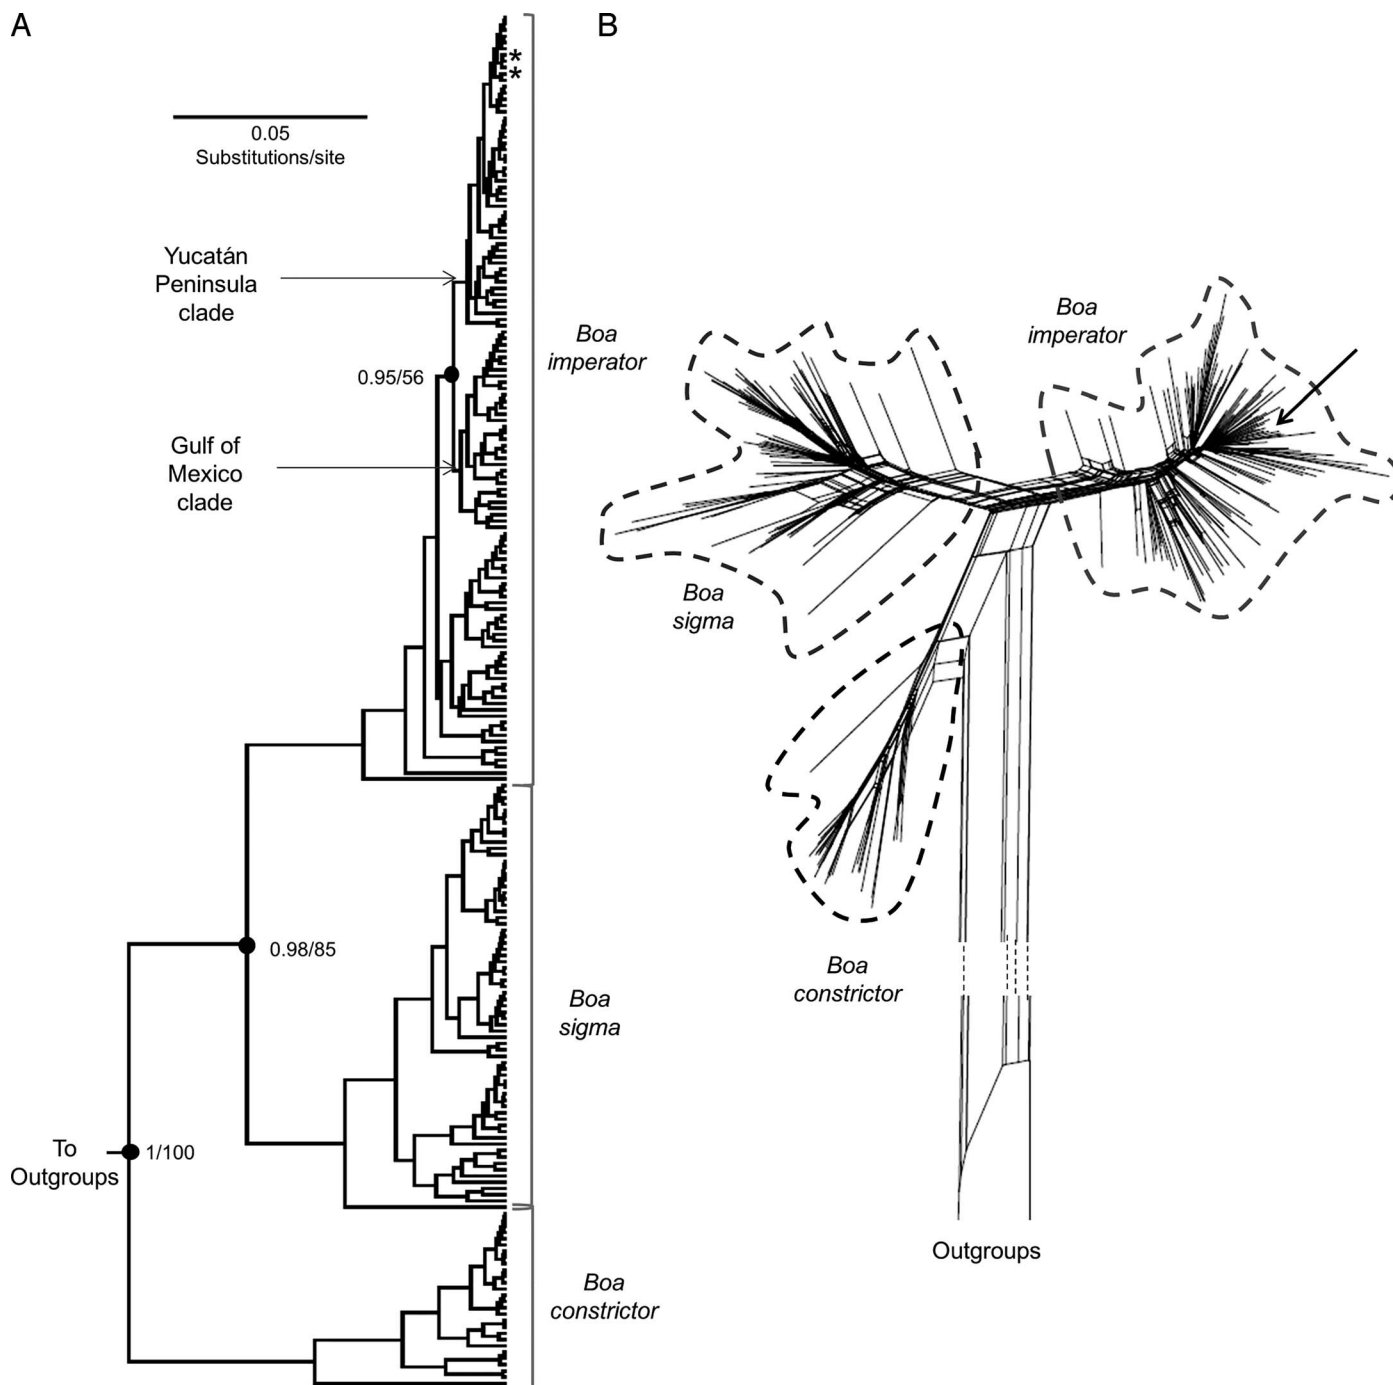 A
B
*
*
0.05
Substitutions/site
Yucatán
Peninsula
clade
0.95/56
Gulf of
Mexico
clade
Boa
imperator
0.98/85
Boa
sigma
To
Outgroups
1/100
Boa
constrictor
Boa
imperator
Boa
sigma
Boa
constrictor
Outgroups